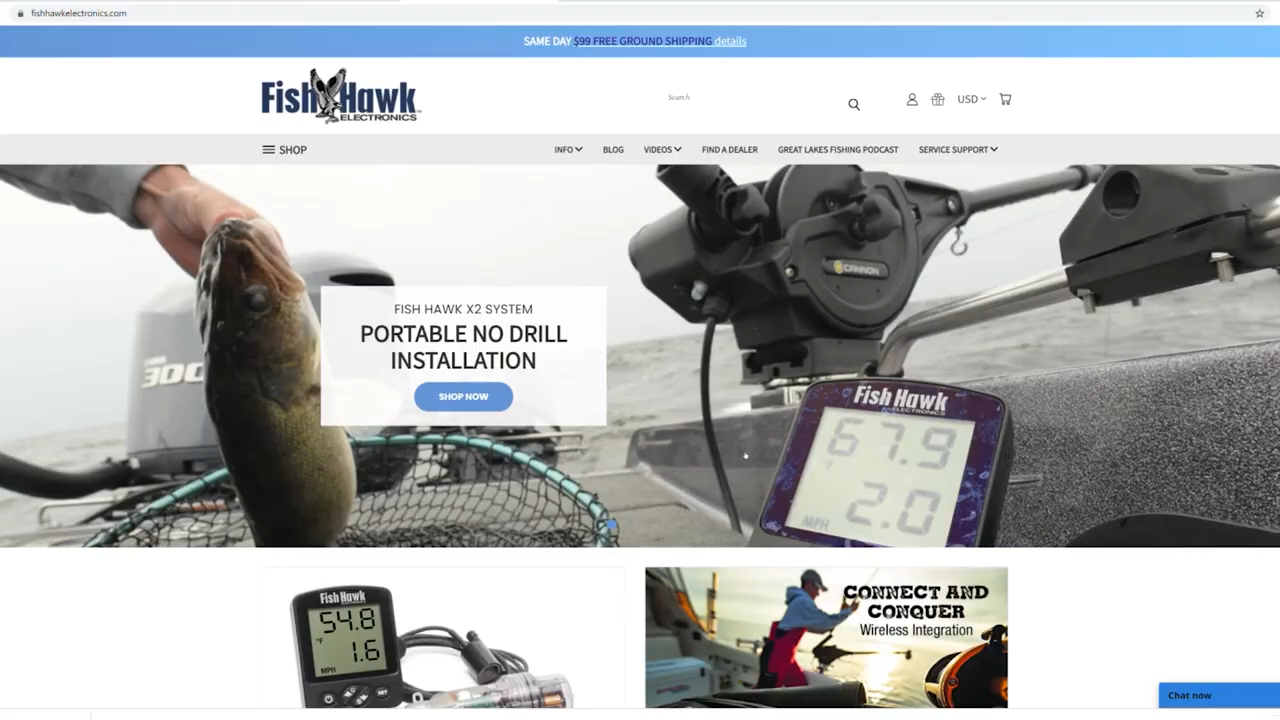 fishhawkelectronics.com
SAME DAY $99 FREE GROUND SHIPPING details
Fish Hawk
ELECTRONICS
Search
USD
SHOP
INFO
BLOG
VIDEOS
FIND A DEALER
GREAT LAKES FISHING PODCAST
SERVICE SUPPORT
CANNON
FISH HAWK X2 SYSTEM
PORTABLE NO DRILL
INSTALLATION
SHOP NOW
300
Fish Hawk
ELECTRONICS
67.9
°F
2.0
MPH
Fish Hawk
54.8
°F
1.6
MPH
SET
CONNECT AND
CONQUER
Wireless Integration
Chat now